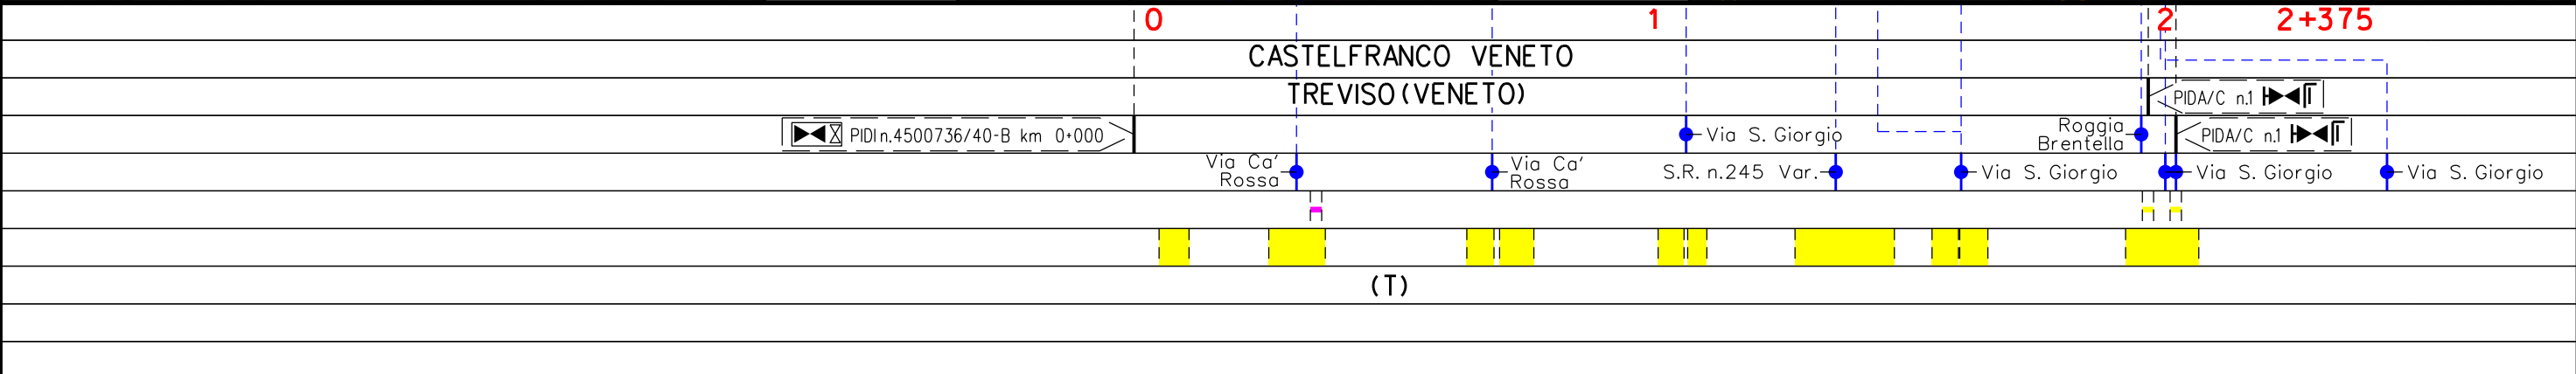 0 1 2 2+375
CASTELFRANCO VENETO
TREVISO(VENETO)
PIDA/C n.1
PIDI n.4500736/40-B km 0+000
Via S. Giorgio
Roggia
Brentella
PIDA/C n.1
Via Ca'
Rossa
Via Ca'
Rossa
S.R. n.245 Var.
Via S. Giorgio
Via S. Giorgio
Via S. Giorgio
(T)